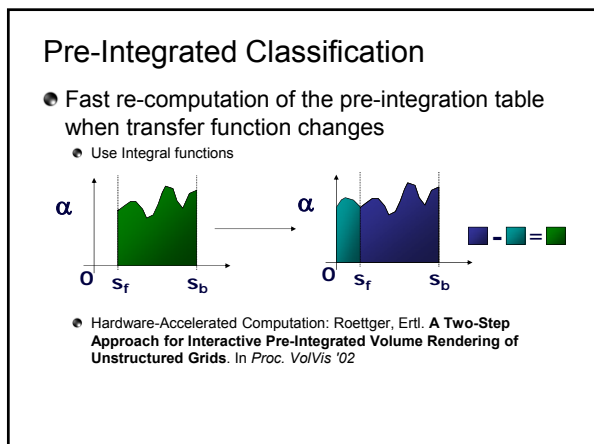 Pre-Integrated Classification
Fast re-computation of the pre-integration table
when transfer function changes
Use Integral functions
α
0 s_f s_b
α
0 s_f s_b
- =
Hardware-Accelerated Computation: Roettger, Ertl. A Two-Step
Approach for Interactive Pre-Integrated Volume Rendering of
Unstructured Grids. In Proc. VolVis '02